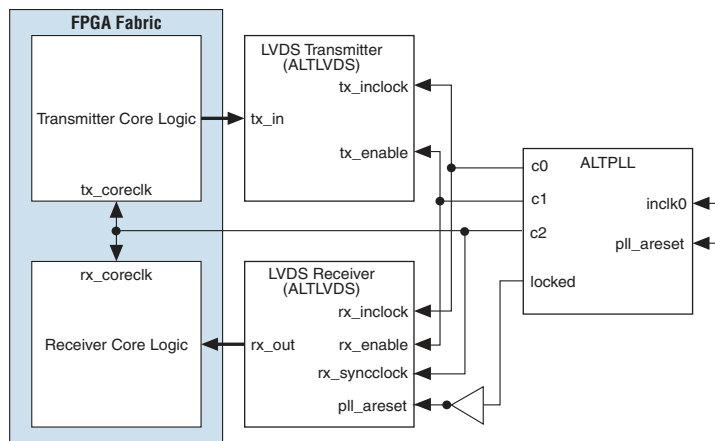 FPGA Fabric
Transmitter Core Logic
tx_coreclk
rx_coreclk
Receiver Core Logic
LVDS Transmitter
(ALTLVDS)
tx_inclock
tx_in
tx_enable
LVDS Receiver
(ALTLVDS)
rx_inclock
rx_out
rx_enable
rx_syncclock
pll_areset
ALTPLL
c0
c1
c2
locked
inclk0
pll_areset